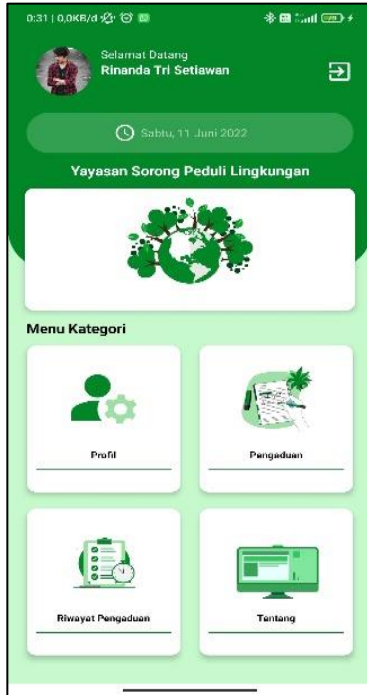 0:31 | 0,0KB/d
Selamat Datang
Rinanda Tri Setiawan
Sabtu, 11 Juni 2022
Yayasan Sorong Peduli Lingkungan
Menu Kategori
Profil
Pengaduan
Riwayat Pengaduan
Tentang